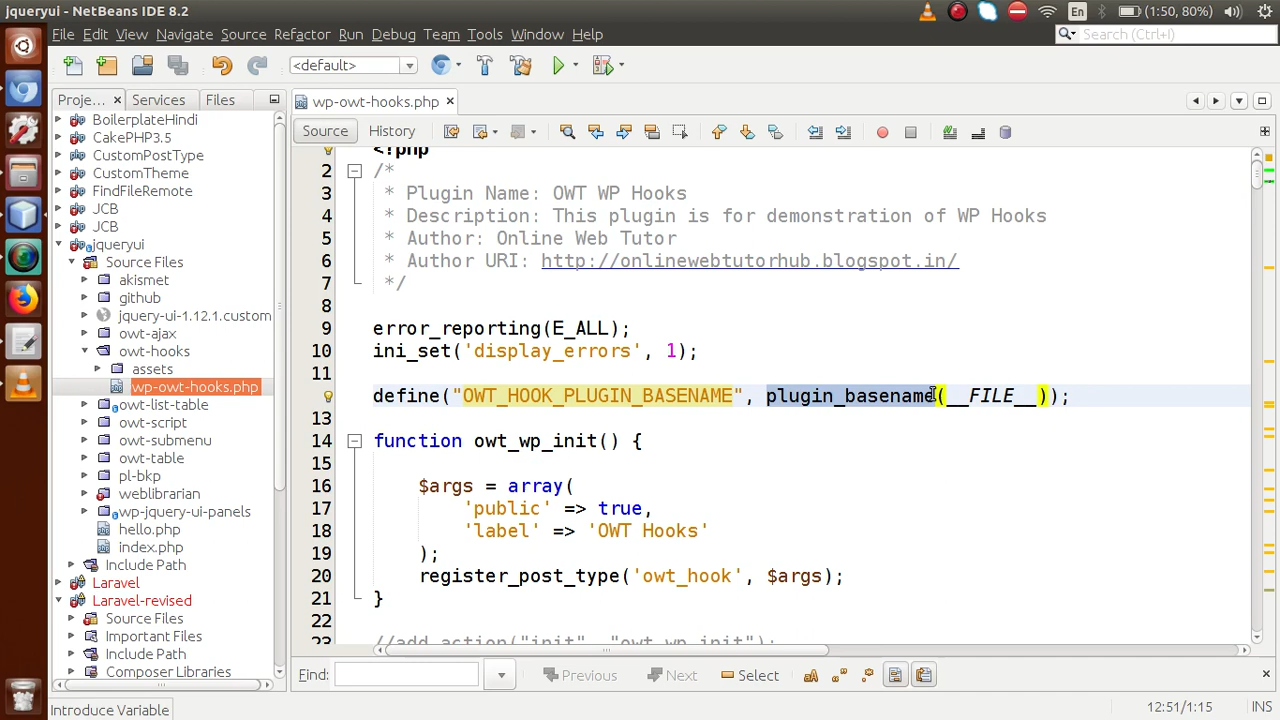 jqueryui - NetBeans IDE 8.2
En
(1:50, 80%)
File Edit View Navigate Source Refactor Run Debug Team Tools Window Help
Search (Ctrl+I)
<default>
Proje... Services Files
wp-owt-hooks.php
Source History
BoilerplateHindi
CakePHP3.5
CustomPostType
CustomTheme
FindFileRemote
JCB
JCB
jqueryui
Source Files
akismet
github
jquery-ui-1.12.1.custom
owt-ajax
owt-hooks
assets
wp-owt-hooks.php
owt-list-table
owt-script
owt-submenu
owt-table
pl-bkp
weblibrarian
wp-jquery-ui-panels
hello.php
index.php
Include Path
Laravel
Laravel-revised
Source Files
Important Files
Include Path
Composer Libraries
<?php
2 /*
3 * Plugin Name: OWT WP Hooks
4 * Description: This plugin is for demonstration of WP Hooks
5 * Author: Online Web Tutor
6 * Author URI: http://onlinewebtutorhub.blogspot.in/
7 */
8
9 error_reporting(E_ALL);
10 ini_set('display_errors', 1);
11
define("OWT_HOOK_PLUGIN_BASENAME", plugin_basename(__FILE__));
13
14 function owt_wp_init() {
15
16 $args = array(
17 'public' => true,
18 'label' => 'OWT Hooks'
19 );
20 register_post_type('owt_hook', $args);
21 }
22
23 //add_action("init", "owt_wp_init");
Find: Previous Next Select
Introduce Variable
12:51/1:15 INS